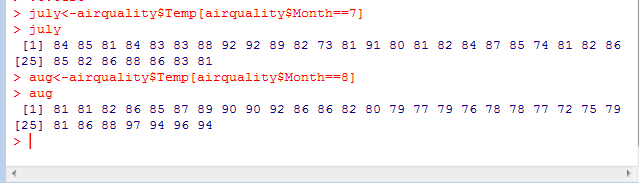 > july<-airquality$Temp[airquality$Month==7]
> july
[1] 84 85 81 84 83 83 88 92 92 89 82 73 81 91 80 81 82 84 87 85 74 81 82 86
[25] 85 82 86 88 86 83 81
> aug<-airquality$Temp[airquality$Month==8]
> aug
[1] 81 81 82 86 85 87 89 90 90 92 86 86 82 80 79 77 79 76 78 78 77 72 75 79
[25] 81 86 88 97 94 96 94
>